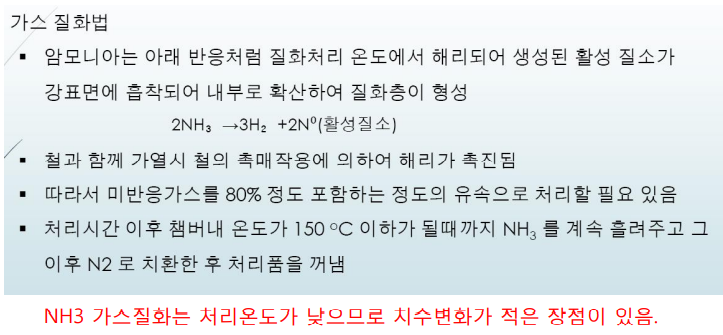 가스 질화법
▪ 암모니아는 아래 반응처럼 질화처리 온도에서 해리되어 생성된 활성 질소가
강표면에 흡착되어 내부로 확산하여 질화층이 형성
2NH₃ →3H₂ +2N⁰(활성질소)
▪ 철과 함께 가열시 철의 촉매작용에 의하여 해리가 촉진됨
▪ 따라서 미반응가스를 80% 정도 포함하는 정도의 유속으로 처리할 필요 있음
▪ 처리시간 이후 챔버내 온도가 150 ⁰C 이하가 될때까지 NH₃ 를 계속 흘려주고 그
이후 N2 로 치환한 후 처리품을 꺼냄
NH3 가스질화는 처리온도가 낮으므로 치수변화가 적은 장점이 있음.